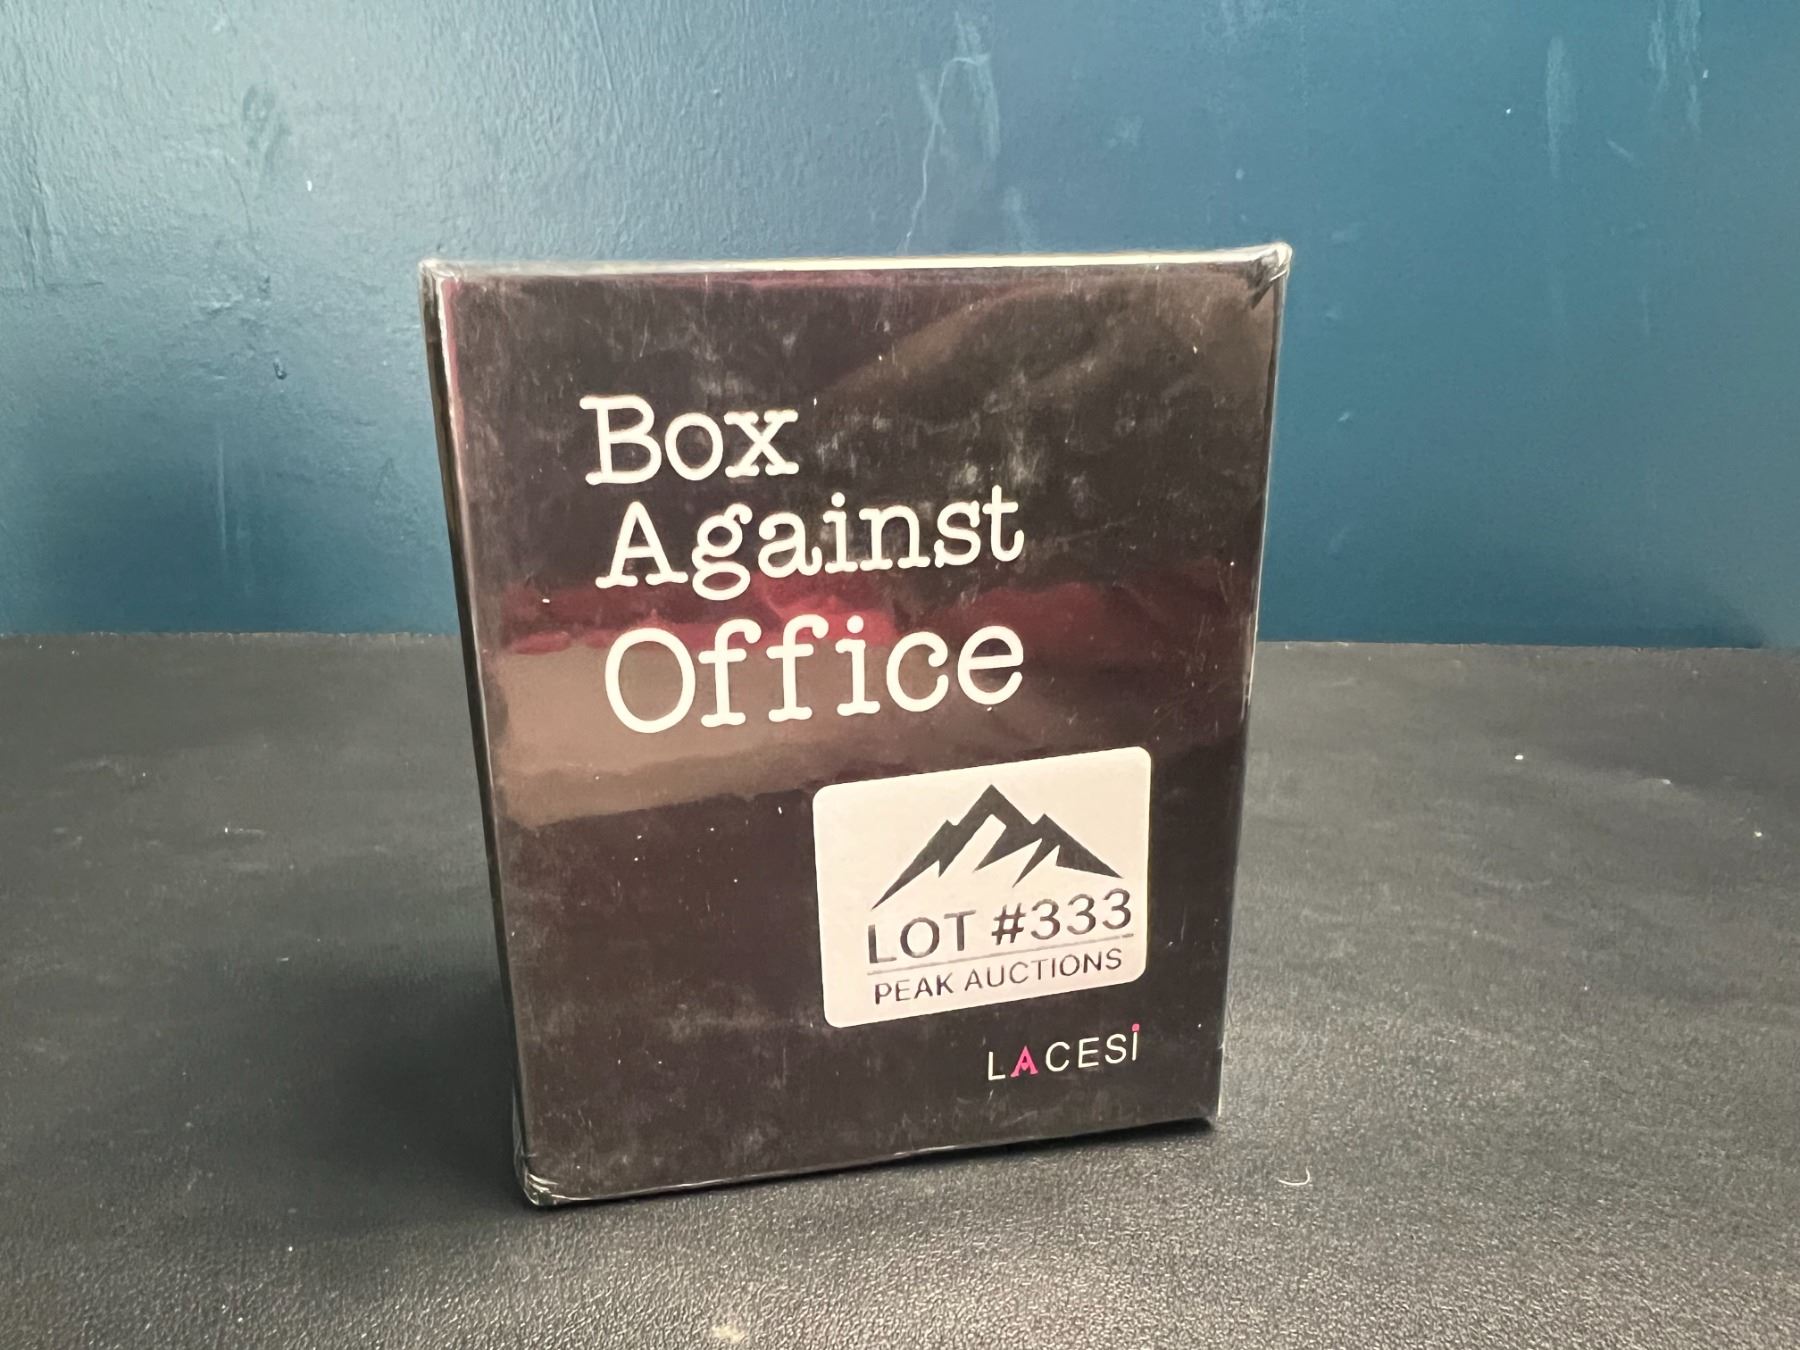 Box
Against
Office
LOT #333
PEAK AUCTIONS
LACESi